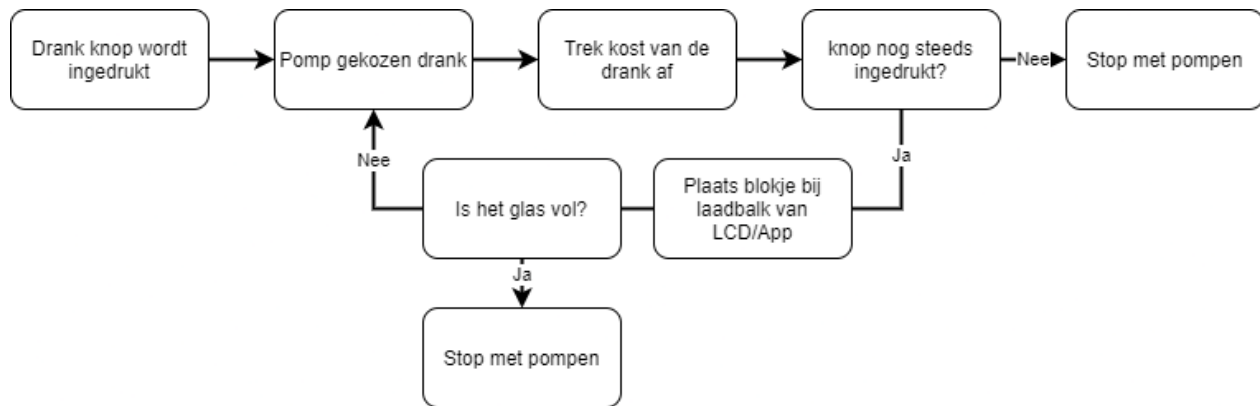 Drank knop wordt
ingedrukt
Pomp gekozen drank
Trek kost van de
drank af
knop nog steeds
ingedrukt?
Nee
Stop met pompen
Ja
Plaats blokje bij
laadbalk van
LCD/App
Is het glas vol?
Nee
Ja
Stop met pompen